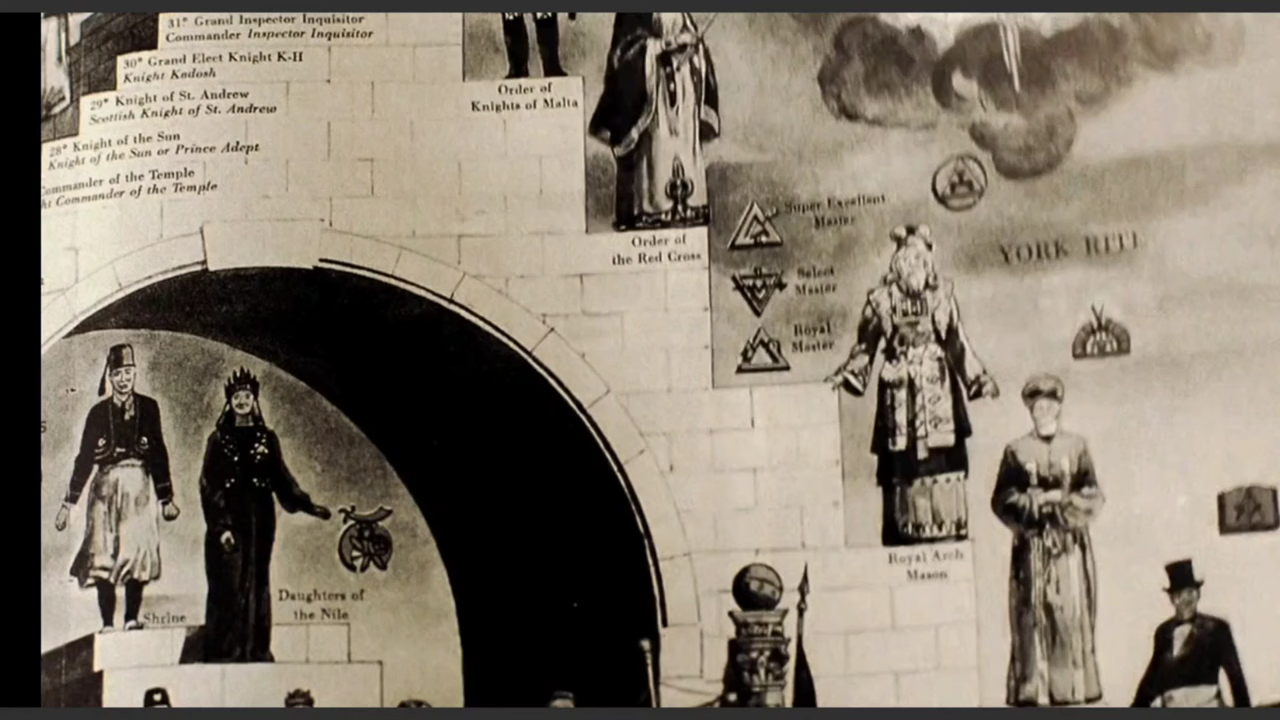 31° Grand Inspector Inquisitor
Commander Inspector Inquisitor
30° Grand Elect Knight K-H
Knight Kadosh
29° Knight of St. Andrew
Scottish Knight of St. Andrew
28° Knight of the Sun
Knight of the Sun or Prince Adept
Commander of the Temple
ht Commander of the Temple
Order of
Knights of Malta
Order of
the Red Cross
Super Excellent
Master
Select
Master
Royal
Master
YORK RITE
Royal Arch
Mason
Shrine
Daughters of
the Nile